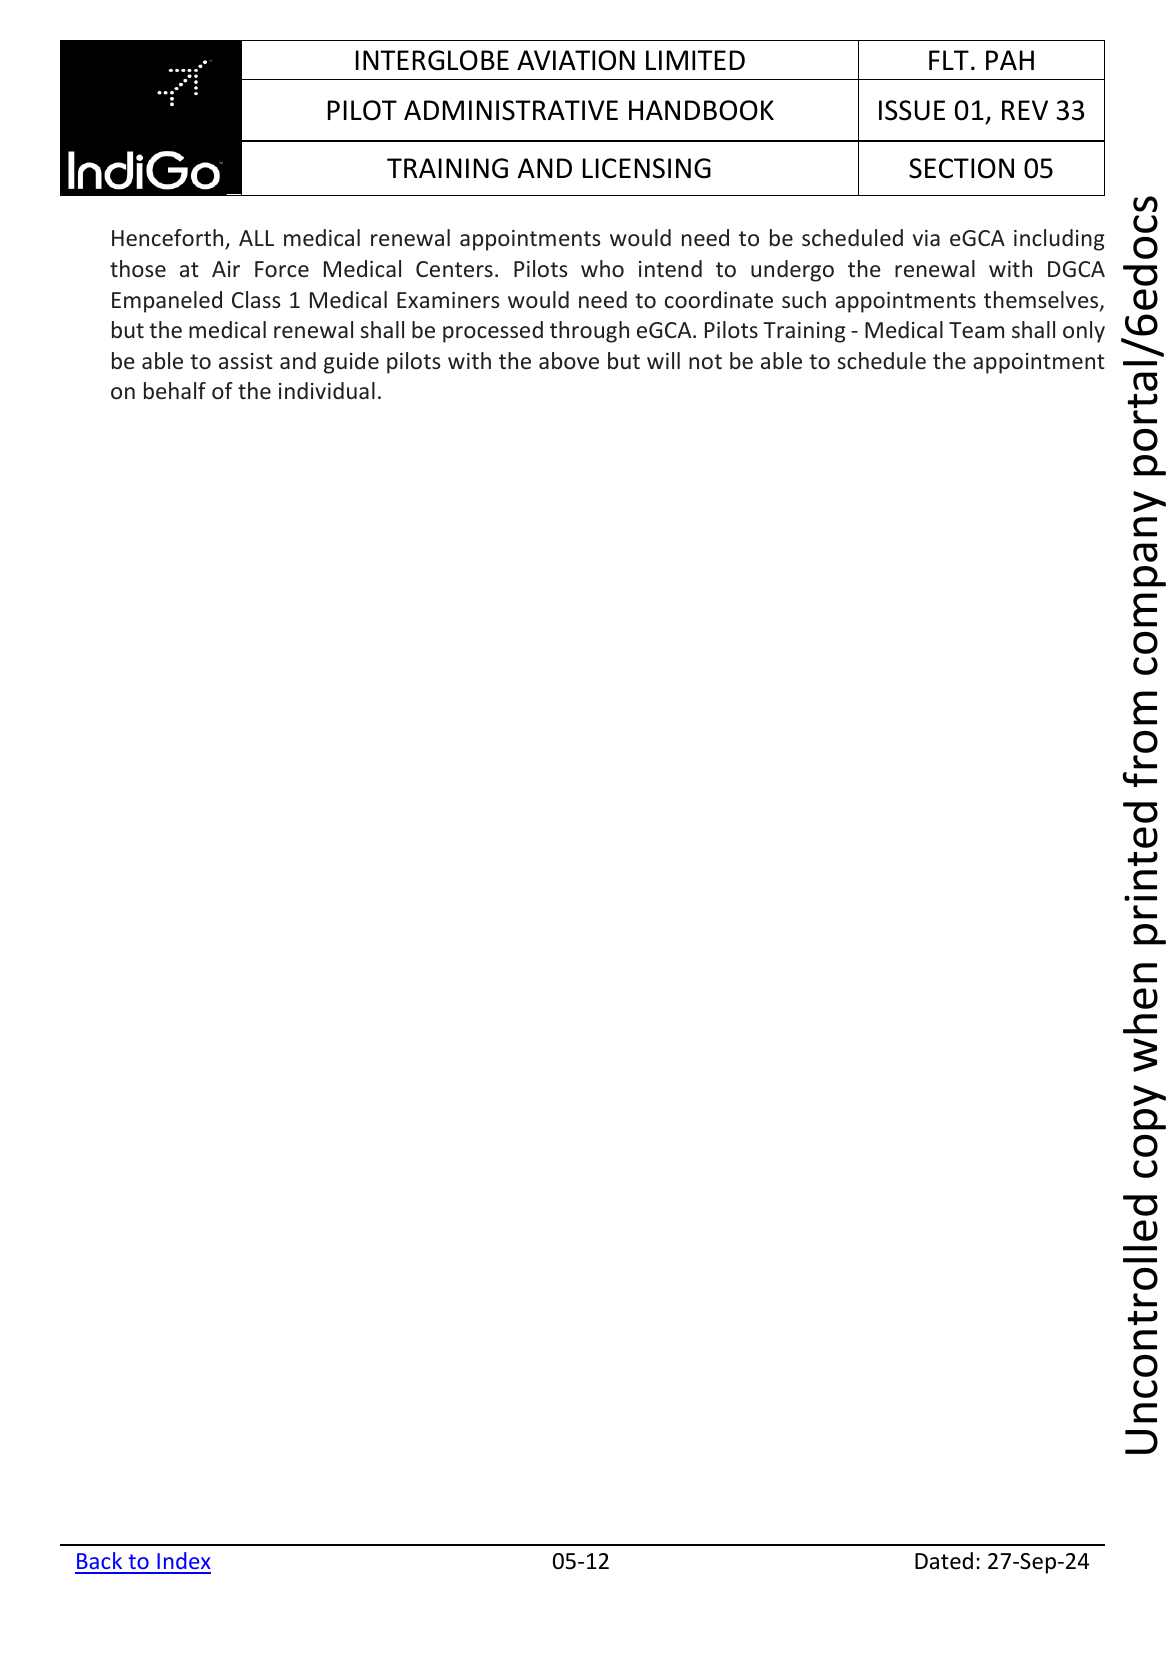 INTERGLOBE AVIATION LIMITED
FLT. PAH
PILOT ADMINISTRATIVE HANDBOOK
ISSUE 01, REV 33
IndiGo
TRAINING AND LICENSING
SECTION 05
Henceforth, ALL medical renewal appointments would need to be scheduled via eGCA including
those at Air Force Medical Centers. Pilots who intend to undergo the renewal with DGCA
Empaneled Class 1 Medical Examiners would need to coordinate such appointments themselves,
but the medical renewal shall be processed through eGCA. Pilots Training - Medical Team shall only
be able to assist and guide pilots with the above but will not be able to schedule the appointment
on behalf of the individual.
Uncontrolled copy when printed from company portal/6edocs
Back to Index
05-12
Dated: 27-Sep-24